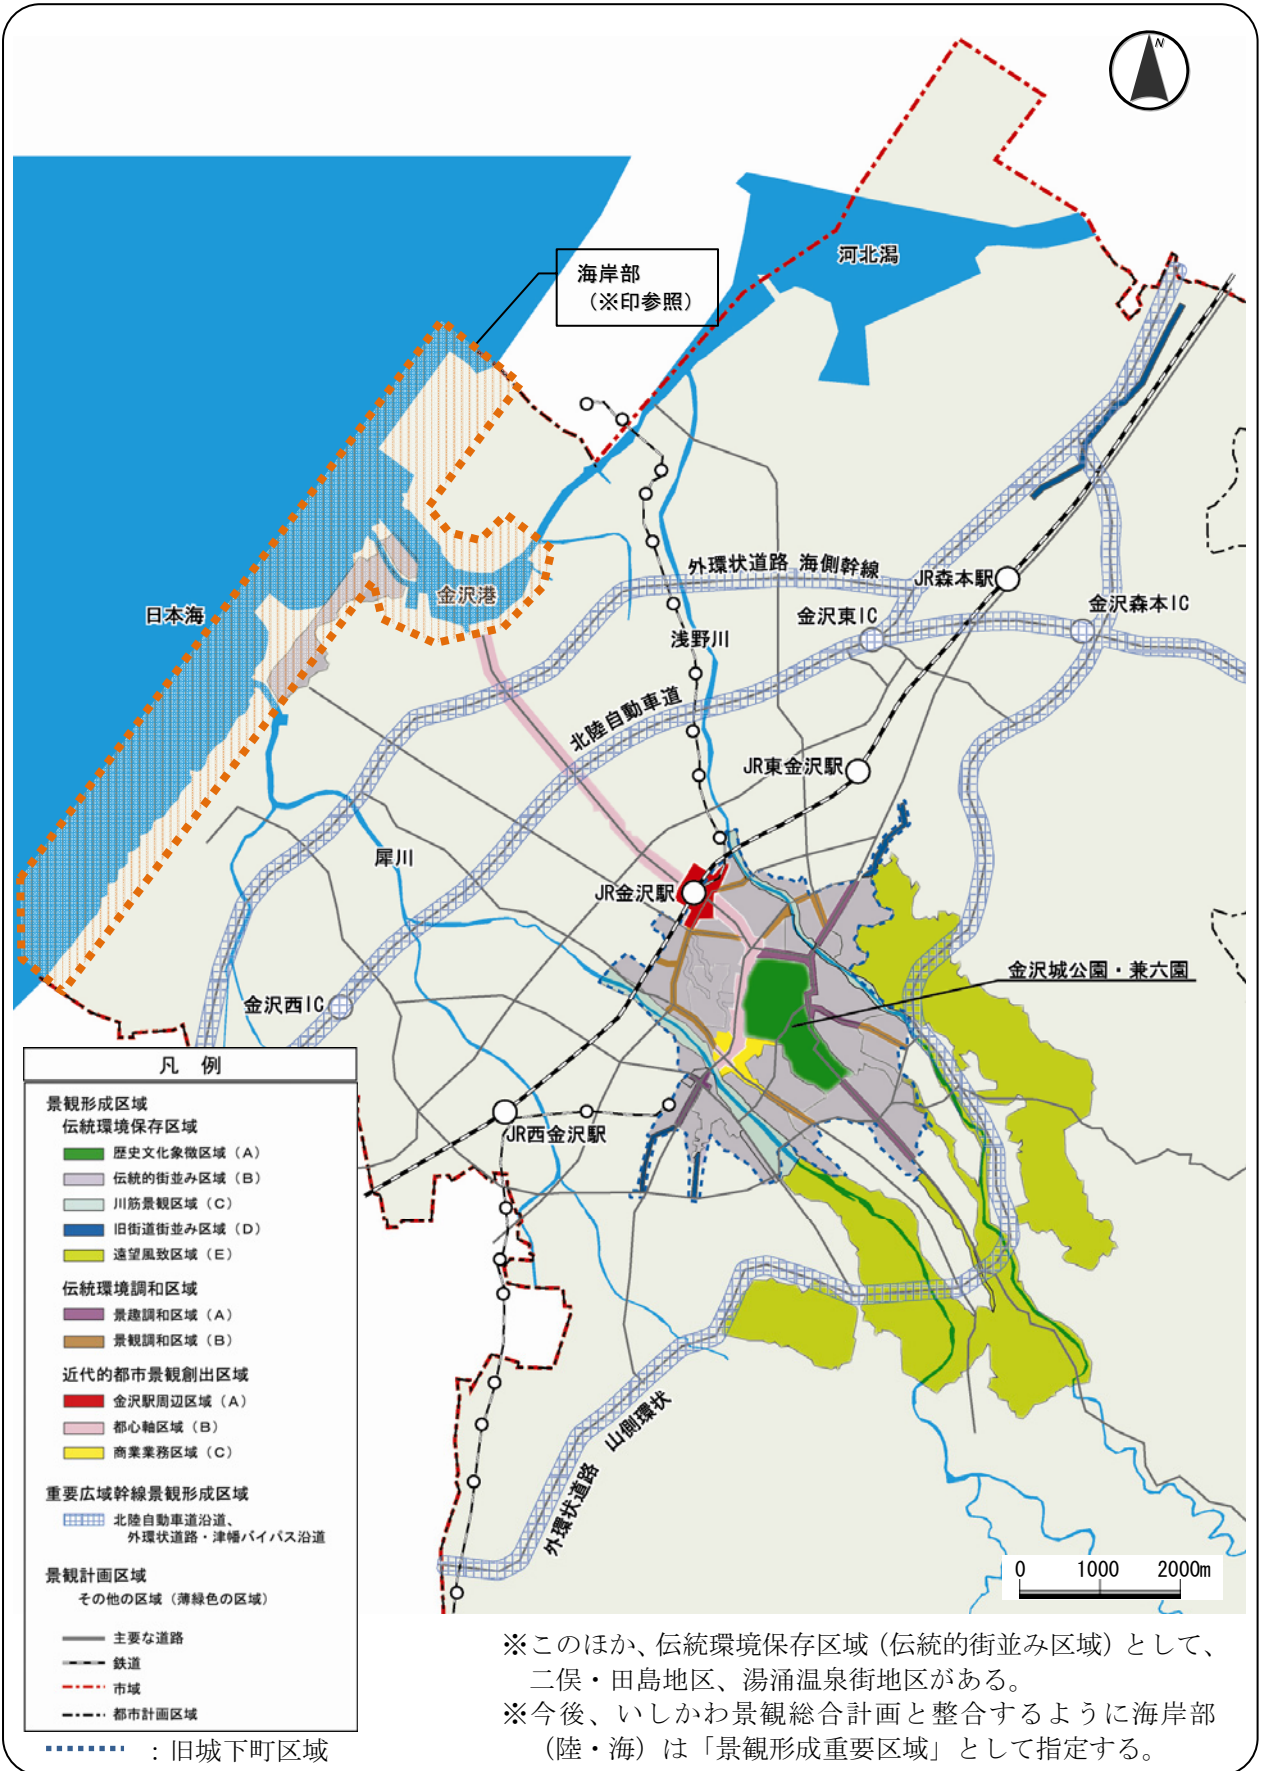 N
河北潟
海岸部
（※印参照）
外環状道路 海側幹線
JR森本駅
金沢港
金沢東IC
金沢森本IC
日本海
浅野川
北陸自動車道
JR東金沢駅
犀川
JR金沢駅
金沢城公園・兼六園
金沢西IC
JR西金沢駅
外環状道路 山側環状
凡 例
景観形成区域
伝統環境保存区域
歴史文化象徴区域（A）
伝統的街並み区域（B）
川筋景観区域（C）
旧街道街並み区域（D）
遠望風致区域（E）
伝統環境調和区域
景趣調和区域（A）
景観調和区域（B）
近代的都市景観創出区域
金沢駅周辺区域（A）
都心軸区域（B）
商業業務区域（C）
重要広域幹線景観形成区域
北陸自動車道沿道、
外環状道路・津幡バイパス沿道
景観計画区域
その他の区域（薄緑色の区域）
主要な道路
鉄道
市域
都市計画区域
：旧城下町区域
0 1000 2000m
※このほか、伝統環境保存区域（伝統的街並み区域）として、
二俣・田島地区、湯涌温泉街地区がある。
※今後、いしかわ景観総合計画と整合するように海岸部
（陸・海）は「景観形成重要区域」として指定する。